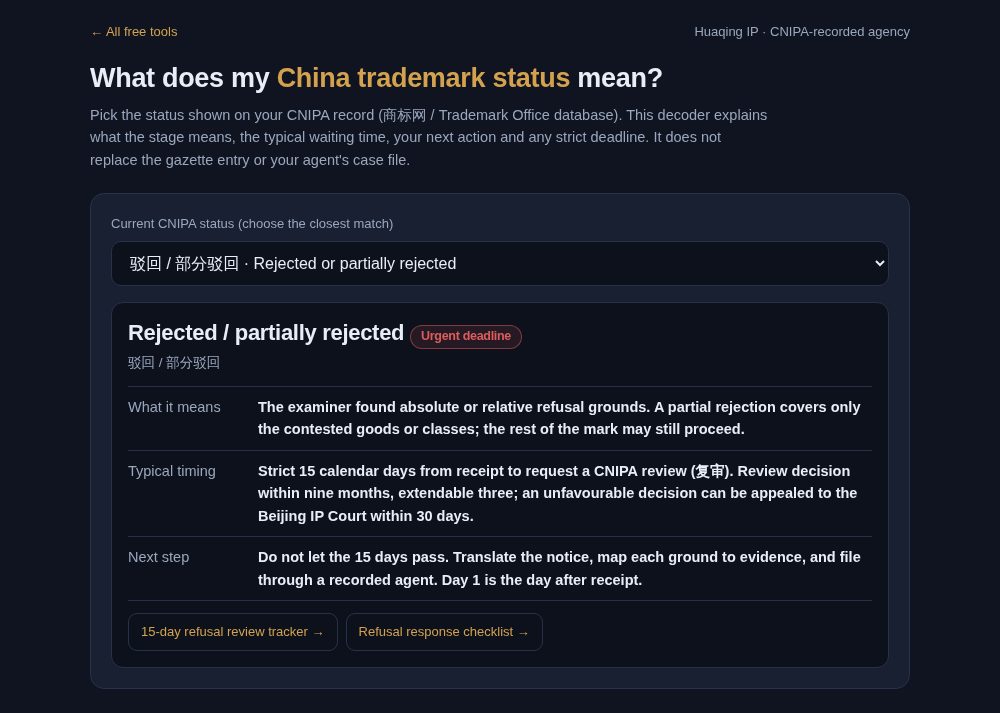 ← All free tools
Huaqing IP · CNIPA-recorded agency
What does my China trademark status mean?
Pick the status shown on your CNIPA record (商标网 / Trademark Office database). This decoder explains
what the stage means, the typical waiting time, your next action and any strict deadline. It does not
replace the gazette entry or your agent's case file.
Current CNIPA status (choose the closest match)
驳回 / 部分驳回 · Rejected or partially rejected
Rejected / partially rejected Urgent deadline
驳回 / 部分驳回
What it means
The examiner found absolute or relative refusal grounds. A partial rejection covers only
the contested goods or classes; the rest of the mark may still proceed.
Typical timing
Strict 15 calendar days from receipt to request a CNIPA review (复审). Review decision
within nine months, extendable three; an unfavourable decision can be appealed to the
Beijing IP Court within 30 days.
Next step
Do not let the 15 days pass. Translate the notice, map each ground to evidence, and file
through a recorded agent. Day 1 is the day after receipt.
15-day refusal review tracker →
Refusal response checklist →